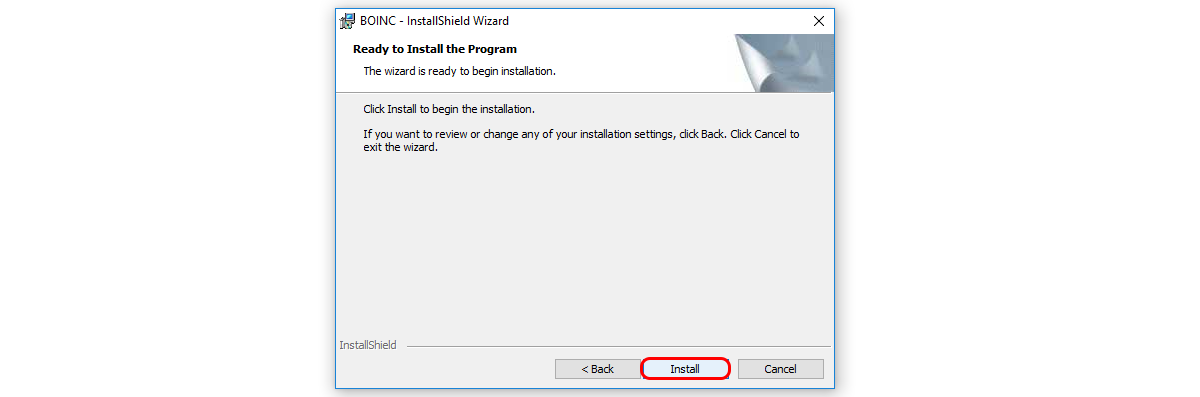 BOINC - InstallShield Wizard
Ready to Install the Program
The wizard is ready to begin installation.
Click Install to begin the installation.
If you want to review or change any of your installation settings, click Back. Click Cancel to
exit the wizard.
InstallShield
< Back Install Cancel